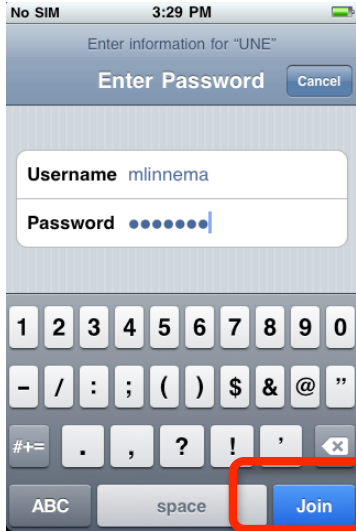 No SIM 3:29 PM
Enter information for “UNE”
Enter Password Cancel
Username mlinnema
Password •••••••
1 2 3 4 5 6 7 8 9 0
- / : ; ( ) $ & @ ”
#+= . , ? ! ’
ABC space Join